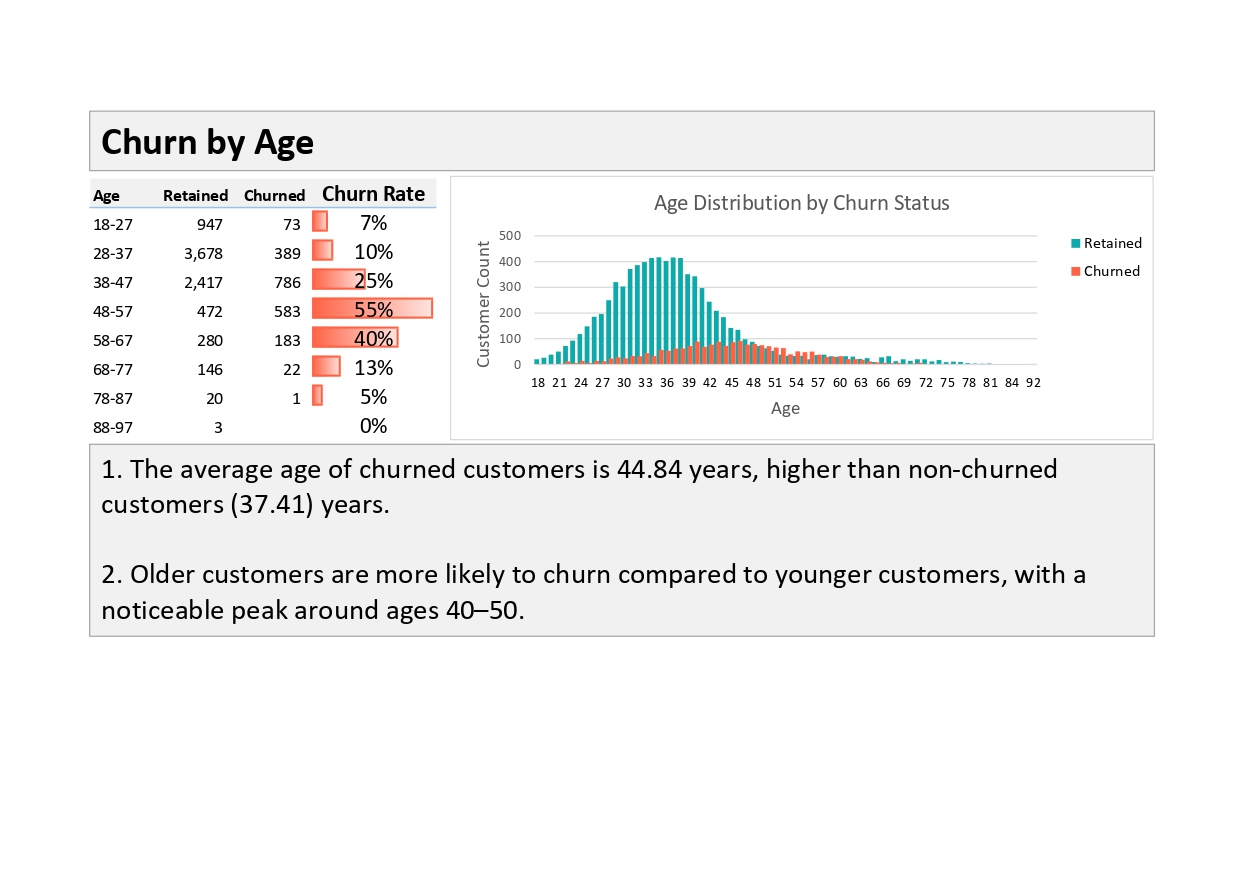 Churn by Age
Age Retained Churned Churn Rate
18-27 947 73 7%
28-37 3,678 389 10%
38-47 2,417 786 25%
48-57 472 583 55%
58-67 280 183 40%
68-77 146 22 13%
78-87 20 1 5%
88-97 3 0%
Age Distribution by Churn Status
Customer Count
500
400
300
200
100
0
18 21 24 27 30 33 36 39 42 45 48 51 54 57 60 63 66 69 72 75 78 81 84 92
Age
Retained
Churned
1. The average age of churned customers is 44.84 years, higher than non-churned
customers (37.41) years.
2. Older customers are more likely to churn compared to younger customers, with a
noticeable peak around ages 40–50.